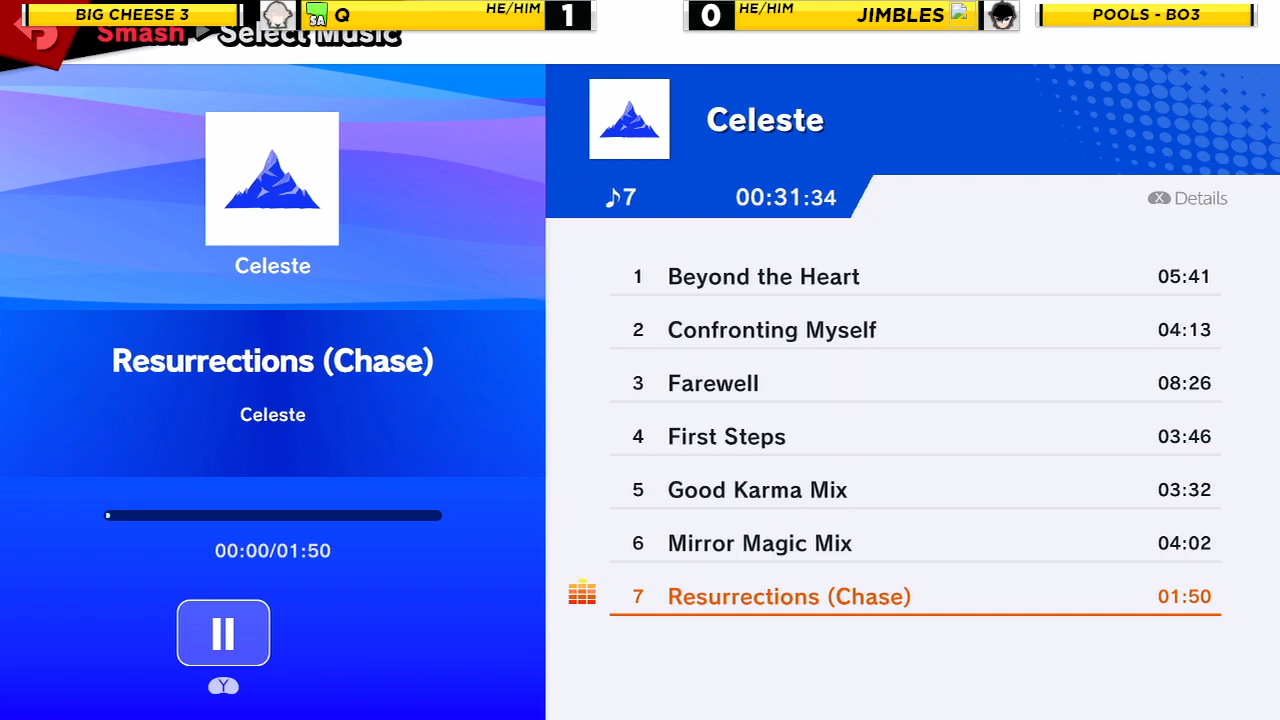 BIG CHEESE 3
SA
Q
HE/HIM
1
0
HE/HIM
JIMBLES
POOLS - BO3
Smash
Select Music
Celeste
Resurrections (Chase)
Celeste
00:00/01:50
Y
Celeste
7
00:31:34
X Details
1 Beyond the Heart 05:41
2 Confronting Myself 04:13
3 Farewell 08:26
4 First Steps 03:46
5 Good Karma Mix 03:32
6 Mirror Magic Mix 04:02
7 Resurrections (Chase) 01:50